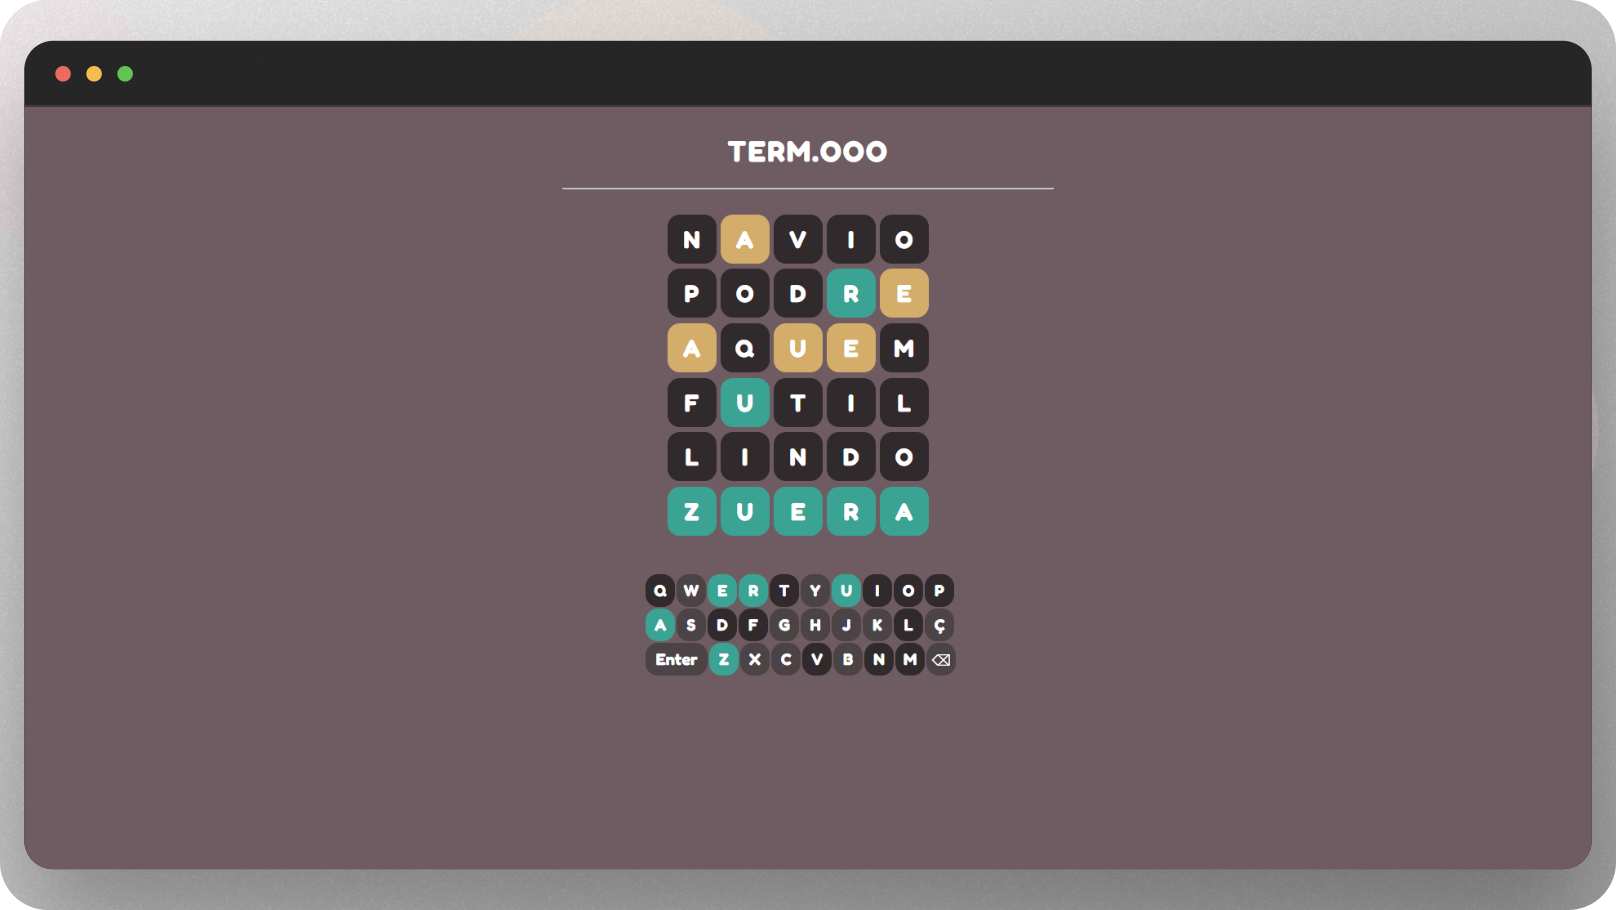 TERM.OOO
N A V I O
P O D R E
A Q U E M
F U T I L
L I N D O
Z U E R A
Q W E R T Y U I O P
A S D F G H J K L Ç
Enter Z X C V B N M ⌫